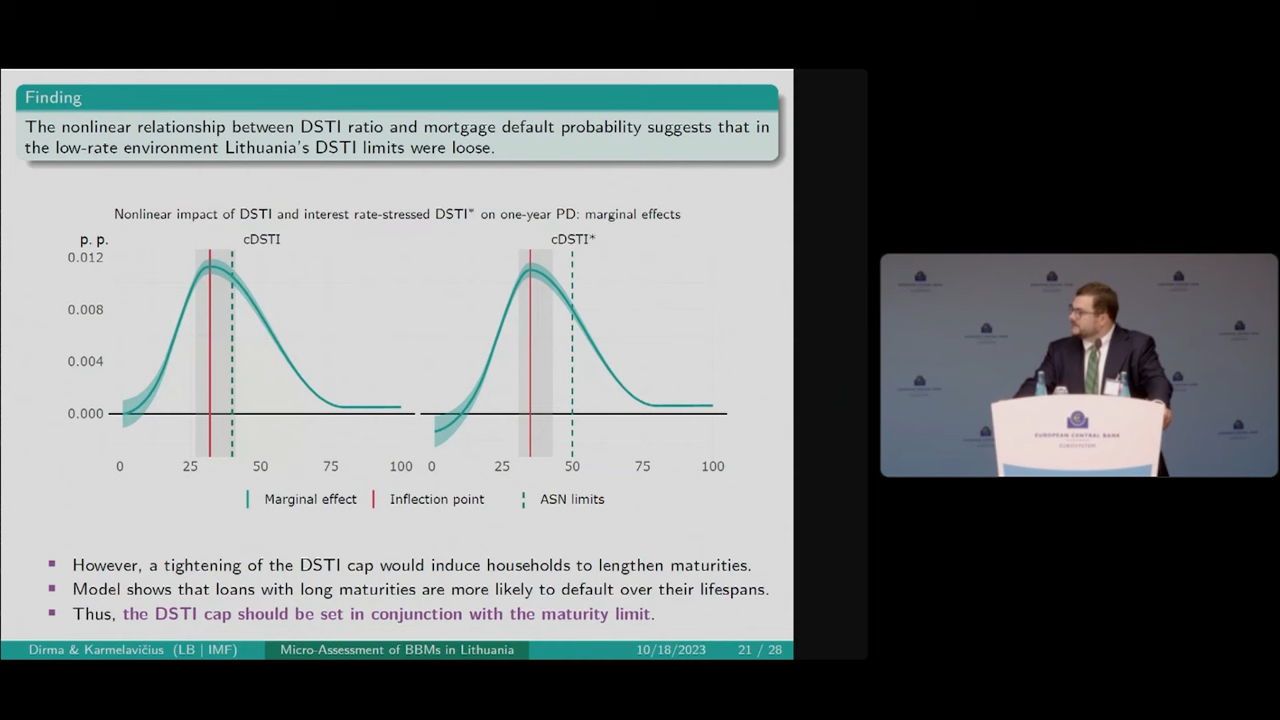 Finding
The nonlinear relationship between DSTI ratio and mortgage default probability suggests that in
the low-rate environment Lithuania's DSTI limits were loose.
Nonlinear impact of DSTI and interest rate-stressed DSTI* on one-year PD: marginal effects
p. p.
cDSTI
cDSTI*
0.012
0.008
0.004
0.000
0 25 50 75 100 0 25 50 75 100
Marginal effect Inflection point ASN limits
However, a tightening of the DSTI cap would induce households to lengthen maturities.
Model shows that loans with long maturities are more likely to default over their lifespans.
Thus, the DSTI cap should be set in conjunction with the maturity limit.
Dirma & Karmelavičius (LB | IMF) Micro-Assessment of BBMs in Lithuania 10/18/2023 21 / 28
EUROPEAN CENTRAL BANK
EUROSYSTEM